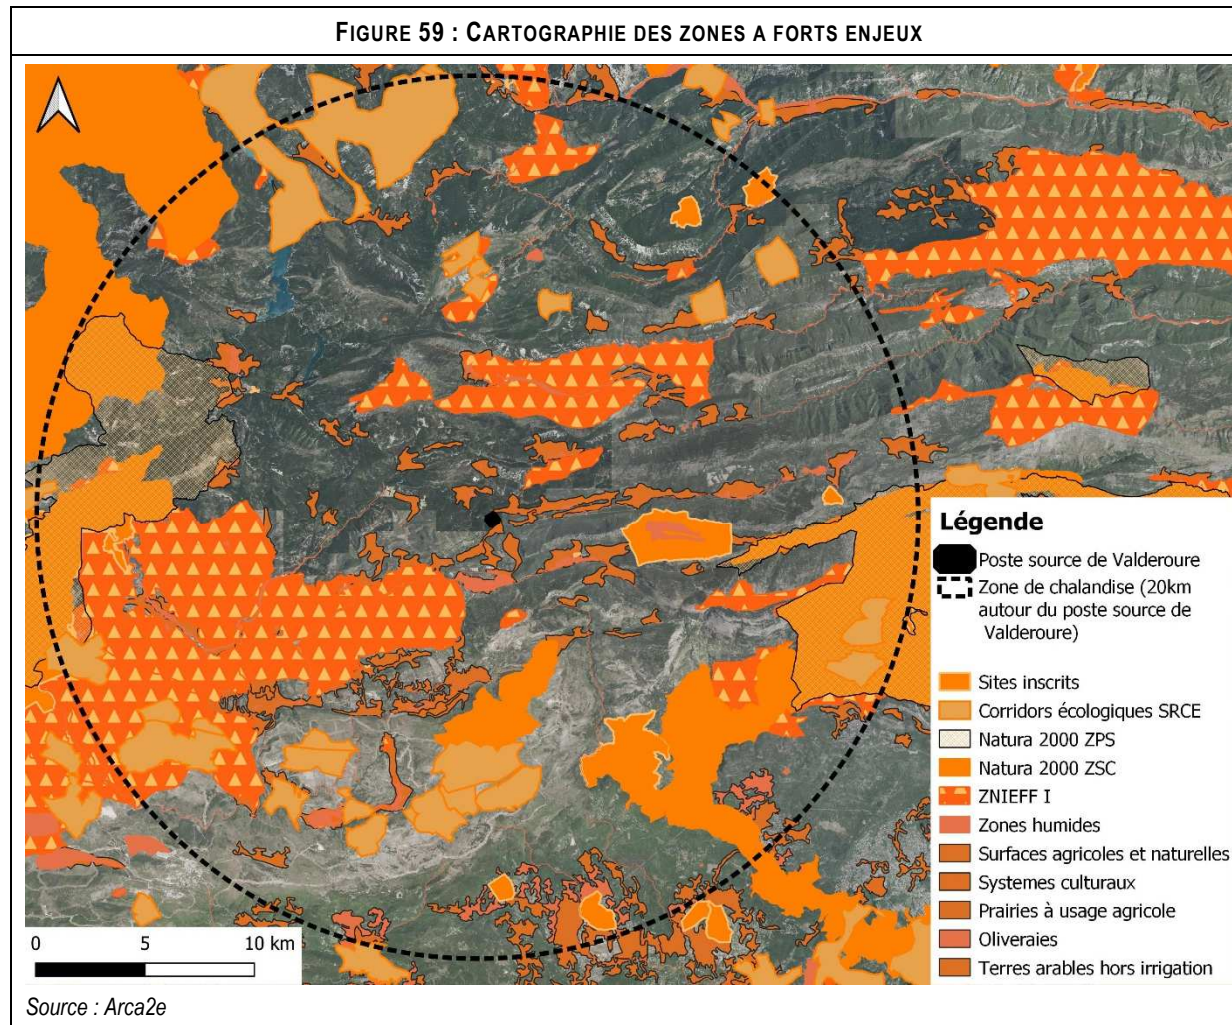 FIGURE 59 : CARTOGRAPHIE DES ZONES A FORTS ENJEUX
Légende
Poste source de Valderoure
Zone de chalandise (20km
autour du poste source de
Valderoure)
Sites inscrits
Corridors écologiques SRCE
Natura 2000 ZPS
Natura 2000 ZSC
ZNIEFF I
Zones humides
Surfaces agricoles et naturelles
Systemes culturaux
Prairies à usage agricole
Oliveraies
Terres arables hors irrigation
0 5 10 km
Source : Arca2e